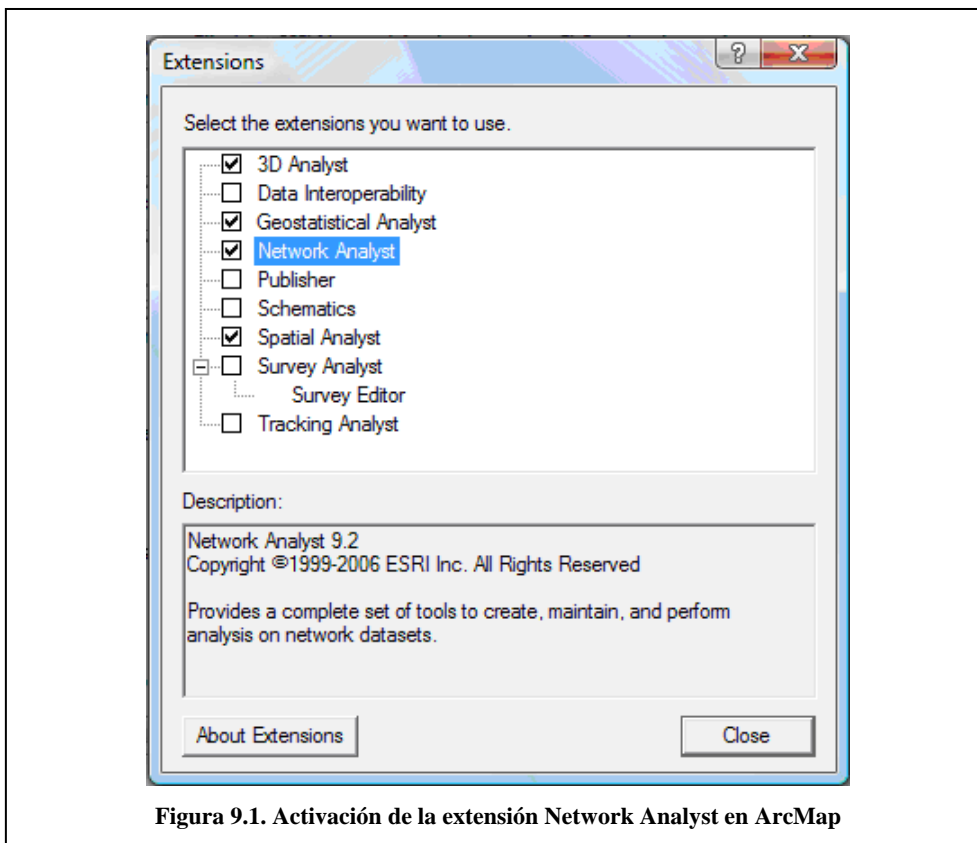 Extensions
Select the extensions you want to use.
3D Analyst
Data Interoperability
Geostatistical Analyst
Network Analyst
Publisher
Schematics
Spatial Analyst
Survey Analyst
Survey Editor
Tracking Analyst
Description:
Network Analyst 9.2
Copyright ©1999-2006 ESRI Inc. All Rights Reserved
Provides a complete set of tools to create, maintain, and perform
analysis on network datasets.
About Extensions
Close
Figura 9.1. Activación de la extensión Network Analyst en ArcMap